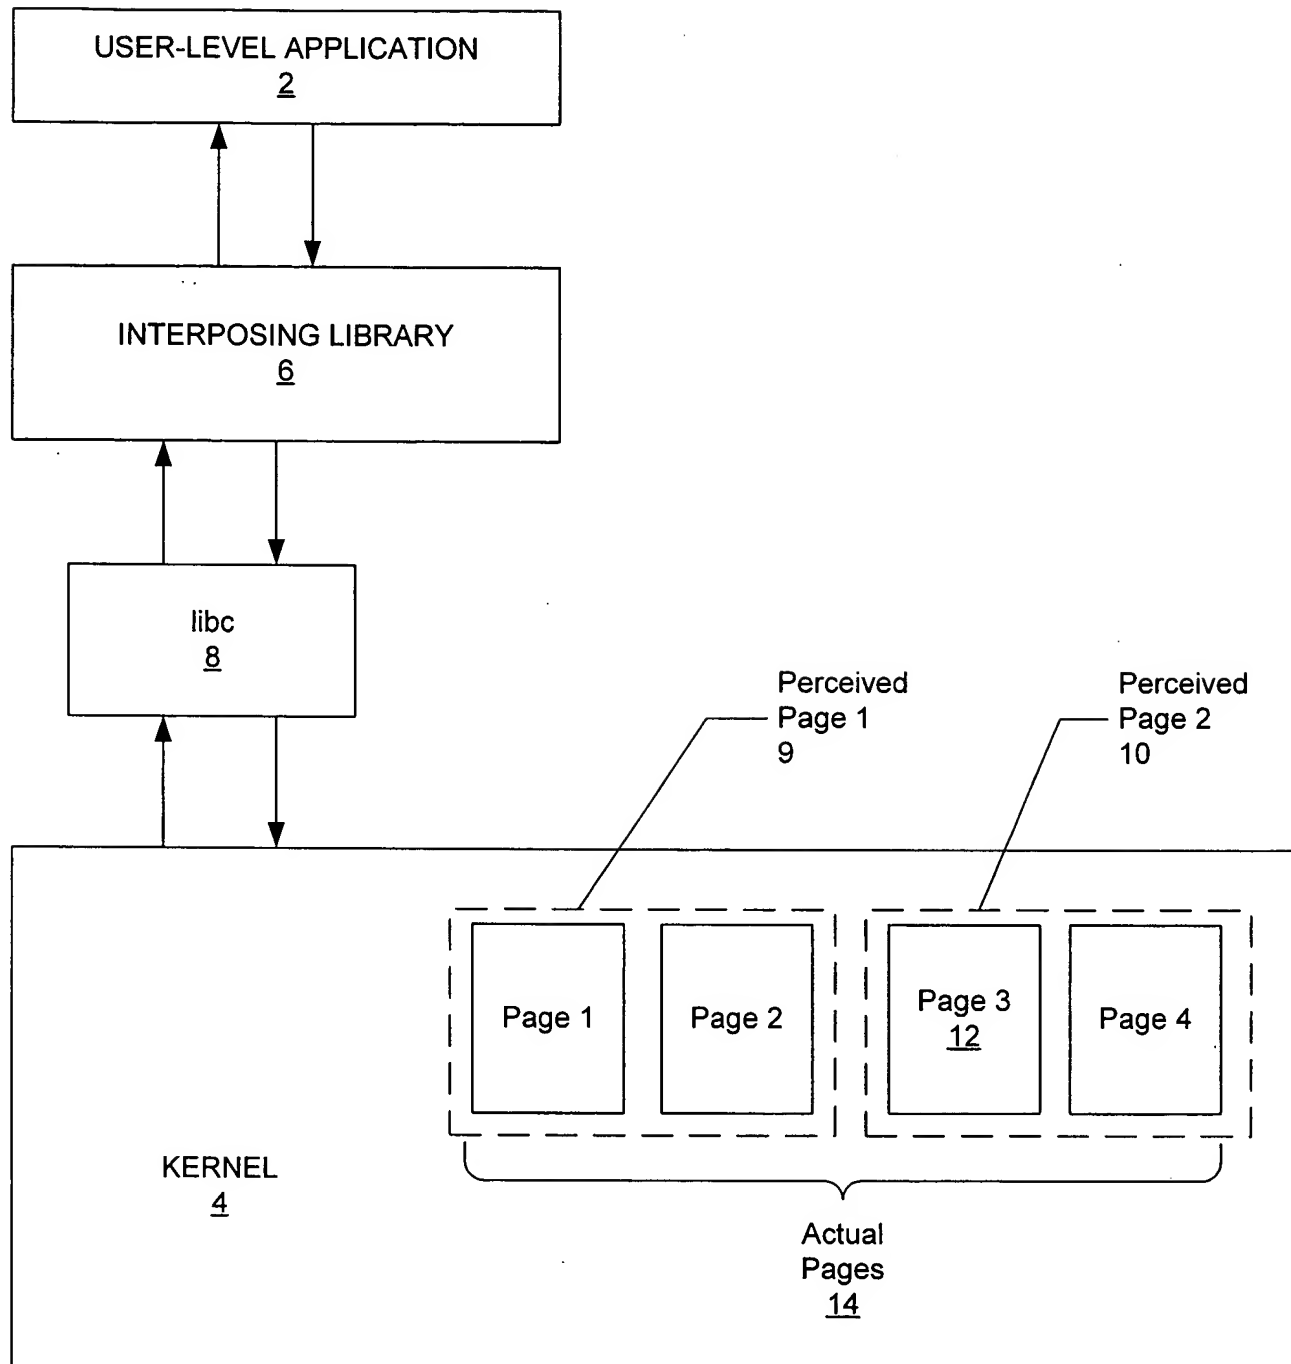 USER-LEVEL APPLICATION
2
INTERPOSING LIBRARY
6
libc
8
Perceived
Page 1
9
Perceived
Page 2
10
Page 1
Page 2
Page 3
12
Page 4
KERNEL
4
Actual
Pages
14